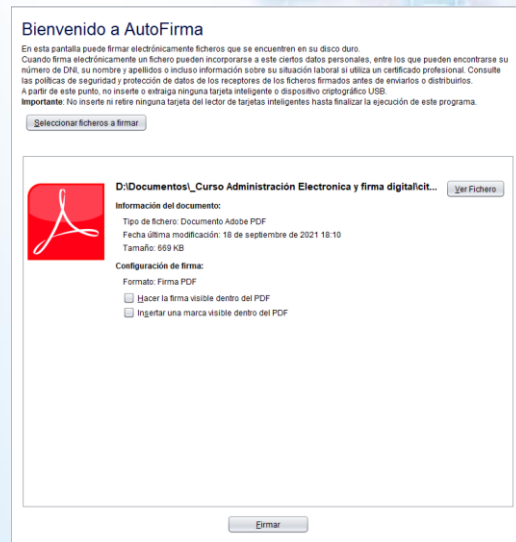 Bienvenido a AutoFirma
En esta pantalla puede firmar electrónicamente ficheros que se encuentren en su disco duro.
Cuando firma electrónicamente un fichero pueden incorporarse a este ciertos datos personales, entre los que pueden encontrarse su
número de DNI, su nombre y apellidos o incluso información sobre su situación laboral si utiliza un certificado profesional. Consulte
las políticas de seguridad y protección de datos de los receptores de los ficheros firmados antes de enviarlos o distribuirlos.
A partir de este punto, no inserte o extraiga ninguna tarjeta inteligente o dispositivo criptográfico USB.
Importante: No inserte ni retire ninguna tarjeta del lector de tarjetas inteligentes hasta finalizar la ejecución de este programa.
Seleccionar ficheros a firmar
D:\Documentos\_Curso Administración Electronica y firma digital\cit...
Ver Fichero
Información del documento:
Tipo de fichero: Documento Adobe PDF
Fecha última modificación: 18 de septiembre de 2021 18:10
Tamaño: 669 KB
Configuración de firma:
Formato: Firma PDF
Hacer la firma visible dentro del PDF
Insertar una marca visible dentro del PDF
Firmar